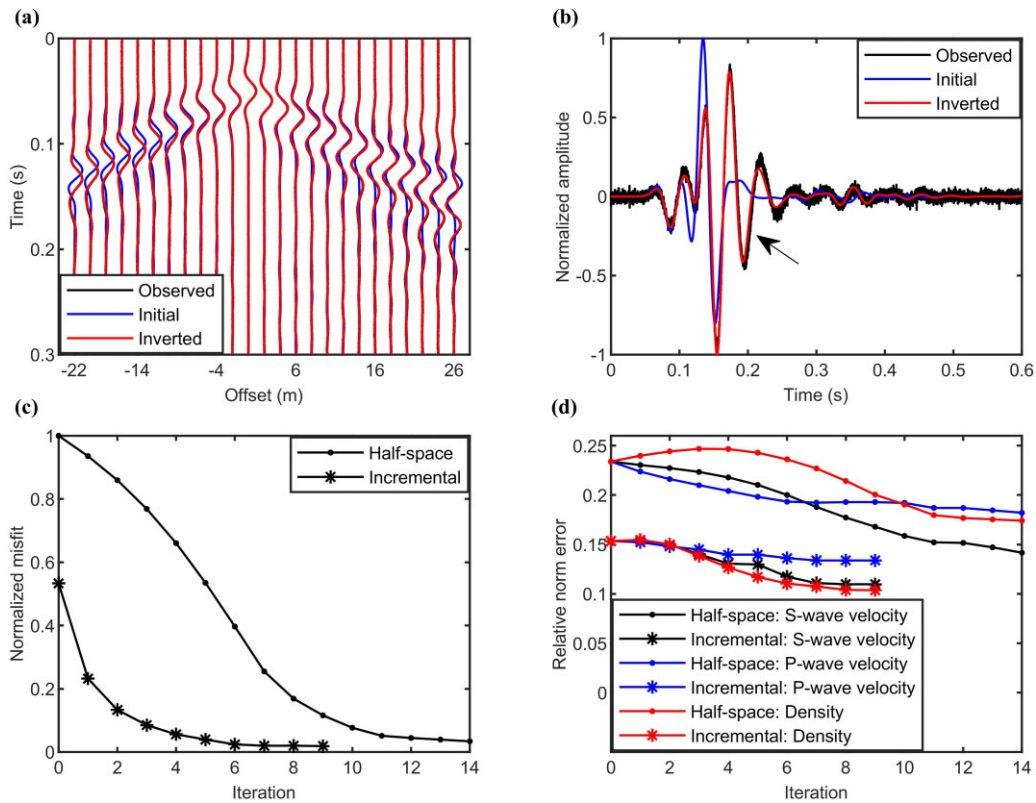 (a)
0
0.1
0.2
0.3
Time (s)
-22 -14 -4 6 16 26
Offset (m)
Observed
Initial
Inverted
(b)
1
0.5
0
-0.5
-1
Normalized amplitude
0 0.1 0.2 0.3 0.4 0.5 0.6
Time (s)
Observed
Initial
Inverted
(c)
1
0.8
0.6
0.4
0.2
0
Normalized misfit
0 2 4 6 8 10 12 14
Iteration
Half-space
Incremental
(d)
0.25
0.20
0.15
0.10
0.05
0
Relative norm error
0 2 4 6 8 10 12 14
Iteration
Half-space: S-wave velocity
Incremental: S-wave velocity
Half-space: P-wave velocity
Incremental: P-wave velocity
Half-space: Density
Incremental: Density